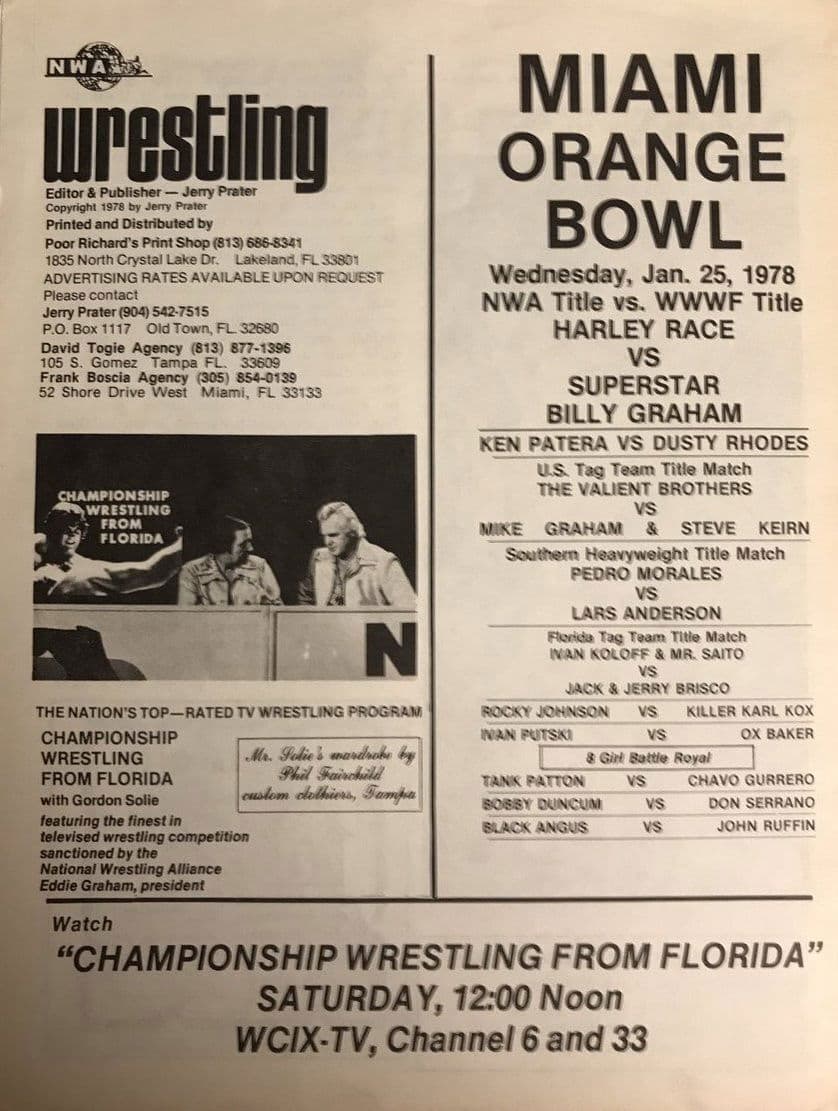 NWA
wrestling
Editor & Publisher — Jerry Prater
Copyright 1978 by Jerry Prater
Printed and Distributed by
Poor Richard's Print Shop (813) 686-8341
1835 North Crystal Lake Dr. Lakeland, FL 33801
ADVERTISING RATES AVAILABLE UPON REQUEST
Please contact
Jerry Prater (904) 542-7515
P.O. Box 1117 Old Town, FL 32680
David Togie Agency (813) 877-1396
105 S. Gomez Tampa FL. 33609
Frank Boscia Agency (305) 854-0139
52 Shore Drive West Miami, FL 33133
CHAMPIONSHIP
WRESTLING
FROM
FLORIDA
N
THE NATION'S TOP—RATED TV WRESTLING PROGRAM
CHAMPIONSHIP
WRESTLING
FROM FLORIDA
with Gordon Solie
featuring the finest in
televised wrestling competition
sanctioned by the
National Wrestling Alliance
Eddie Graham, president
Mr. Solie's wardrobe by
Phil Fairchild
custom clothiers, Tampa
MIAMI
ORANGE
BOWL
Wednesday, Jan. 25, 1978
NWA Title vs. WWWF Title
HARLEY RACE
VS
SUPERSTAR
BILLY GRAHAM
KEN PATERA VS DUSTY RHODES
U.S. Tag Team Title Match
THE VALIENT BROTHERS
VS
MIKE GRAHAM & STEVE KEIRN
Southern Heavyweight Title Match
PEDRO MORALES
VS
LARS ANDERSON
Florida Tag Team Title Match
IVAN KOLOFF & MR. SAITO
VS
JACK & JERRY BRISCO
ROCKY JOHNSON VS KILLER KARL KOX
IVAN PUTSKI VS OX BAKER
8 Girl Battle Royal
TANK PATTON VS CHAVO GURRERO
BOBBY DUNCUM VS DON SERRANO
BLACK ANGUS VS JOHN RUFFIN
Watch
“CHAMPIONSHIP WRESTLING FROM FLORIDA”
SATURDAY, 12:00 Noon
WCIX-TV, Channel 6 and 33